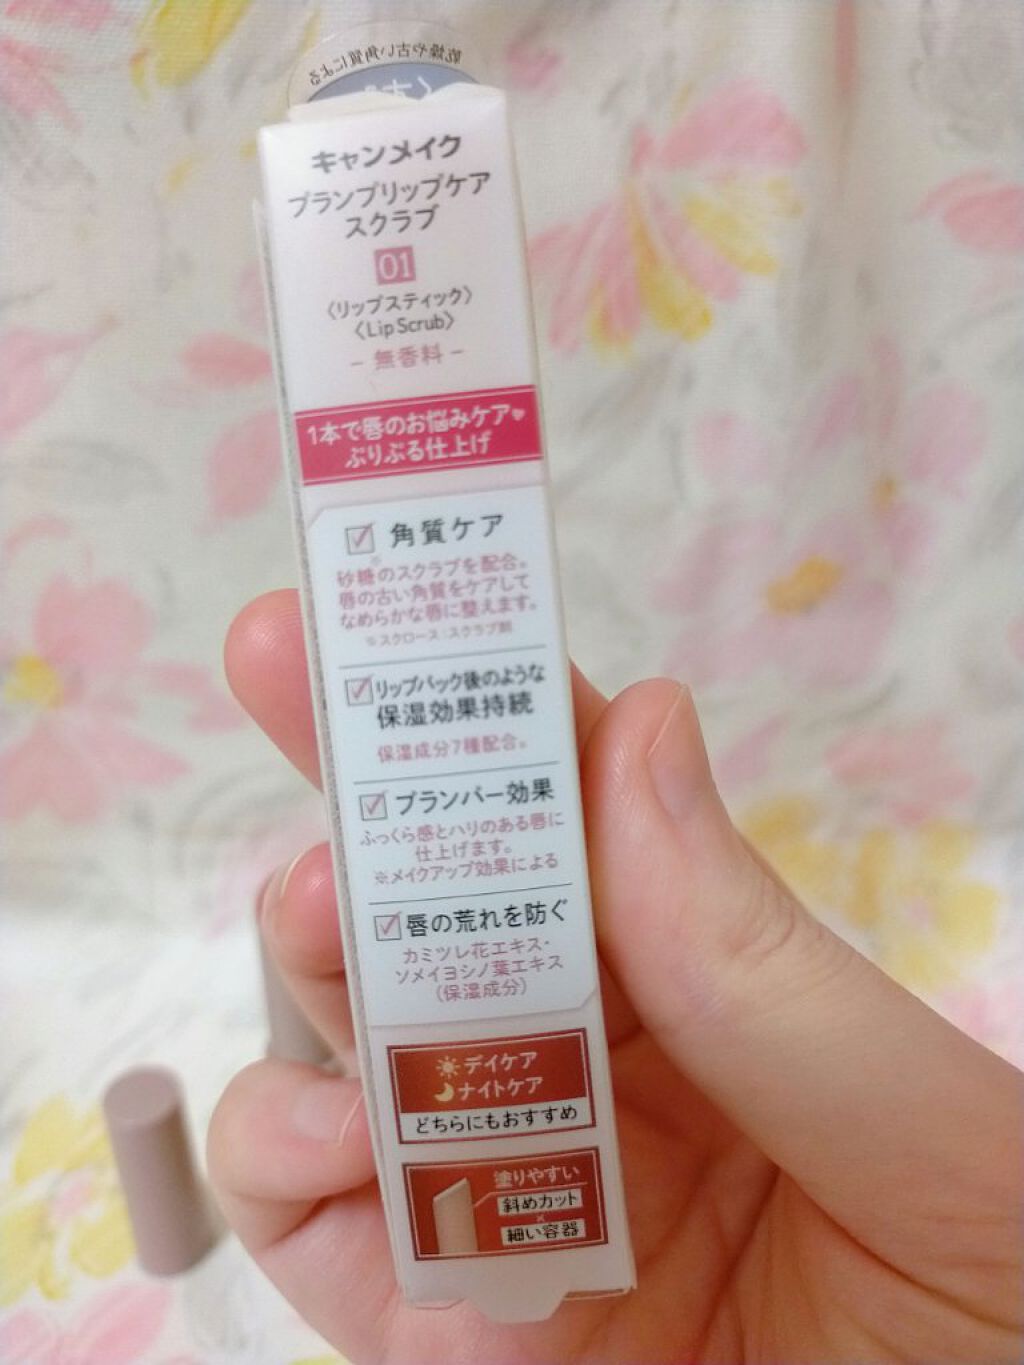 乾燥や古い角質による
キャンメイク
プランプリップケア
スクラブ
01
〈リップスティック〉
〈Lip Scrub〉
− 無香料 −
1本で唇のお悩みケア♥
ぷりぷる仕上げ
角質ケア
砂糖※のスクラブを配合。
唇の古い角質をケアして
なめらかな唇に整えます。
※スクロース：スクラブ剤
リップパック後のような
保湿効果持続
保湿成分7種配合。
プランパー効果
ふっくら感とハリのある唇に
仕上げます。
※メイクアップ効果による
唇の荒れを防ぐ
カミツレ花エキス・
ソメイヨシノ葉エキス
（保湿成分）
デイケア
ナイトケア
どちらにもおすすめ
塗りやすい
斜めカット
×
細い容器